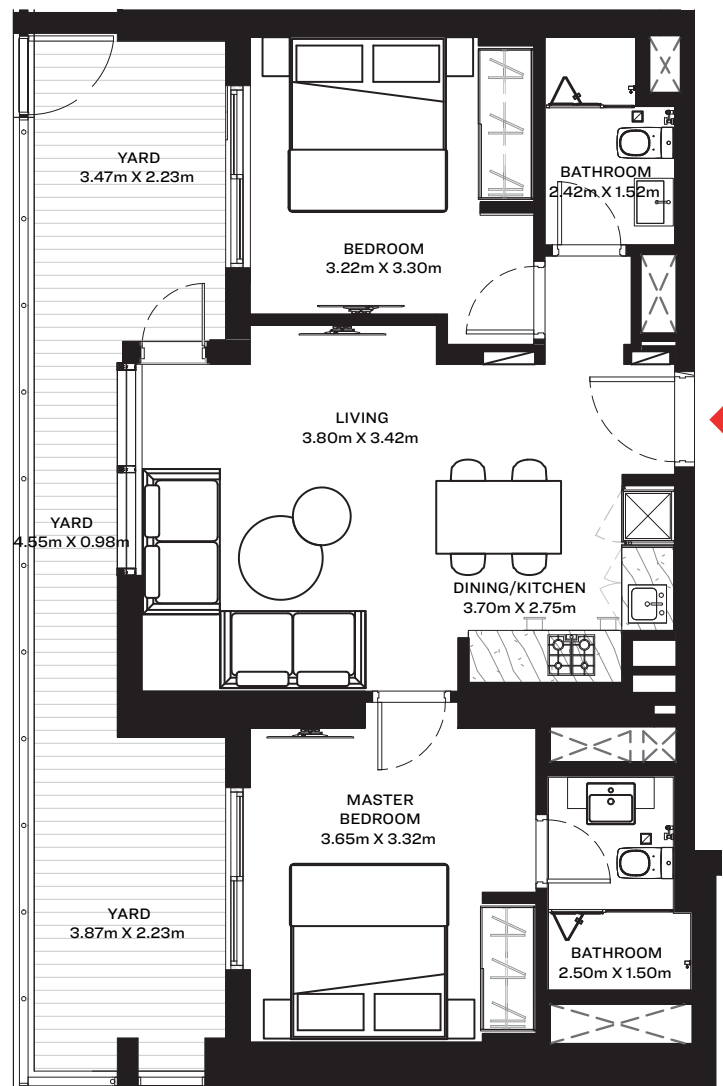 YARD
3.47m X 2.23m
BATHROOM
2.42m X 1.52m
BEDROOM
3.22m X 3.30m
LIVING
3.80m X 3.42m
YARD
4.55m X 0.98m
DINING/KITCHEN
3.70m X 2.75m
MASTER
BEDROOM
3.65m X 3.32m
YARD
3.87m X 2.23m
BATHROOM
2.50m X 1.50m